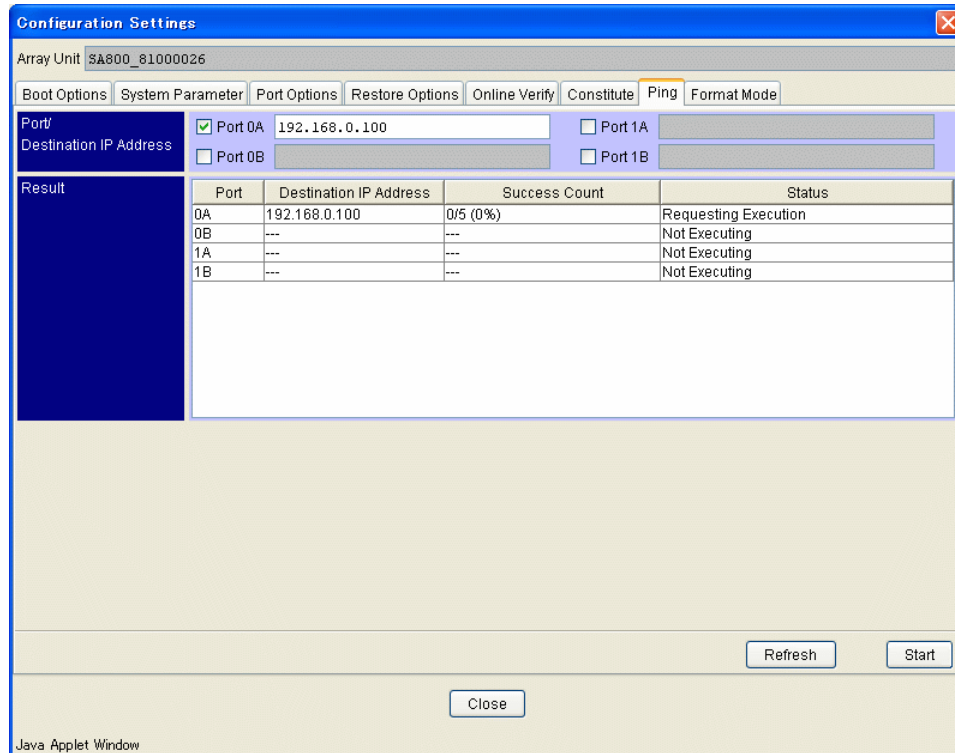 Configuration Settings
Array Unit SA800_81000026
Boot Options System Parameter Port Options Restore Options Online Verify Constitute Ping Format Mode
Port/
Destination IP Address
Port 0A 192.168.0.100 Port 1A
Port 0B Port 1B
Result
Port Destination IP Address Success Count Status
0A 192.168.0.100 0/5 (0%) Requesting Execution
0B --- --- Not Executing
1A --- --- Not Executing
1B --- --- Not Executing
Refresh Start
Close
Java Applet Window